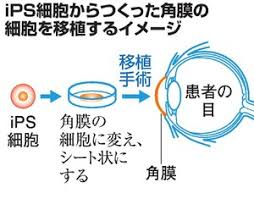 iPS細胞からつくった角膜の
細胞を移植するイメージ
移植
手術
患者の
目
iPS
細胞
角膜の
細胞に変え、
シート状に
する
角膜